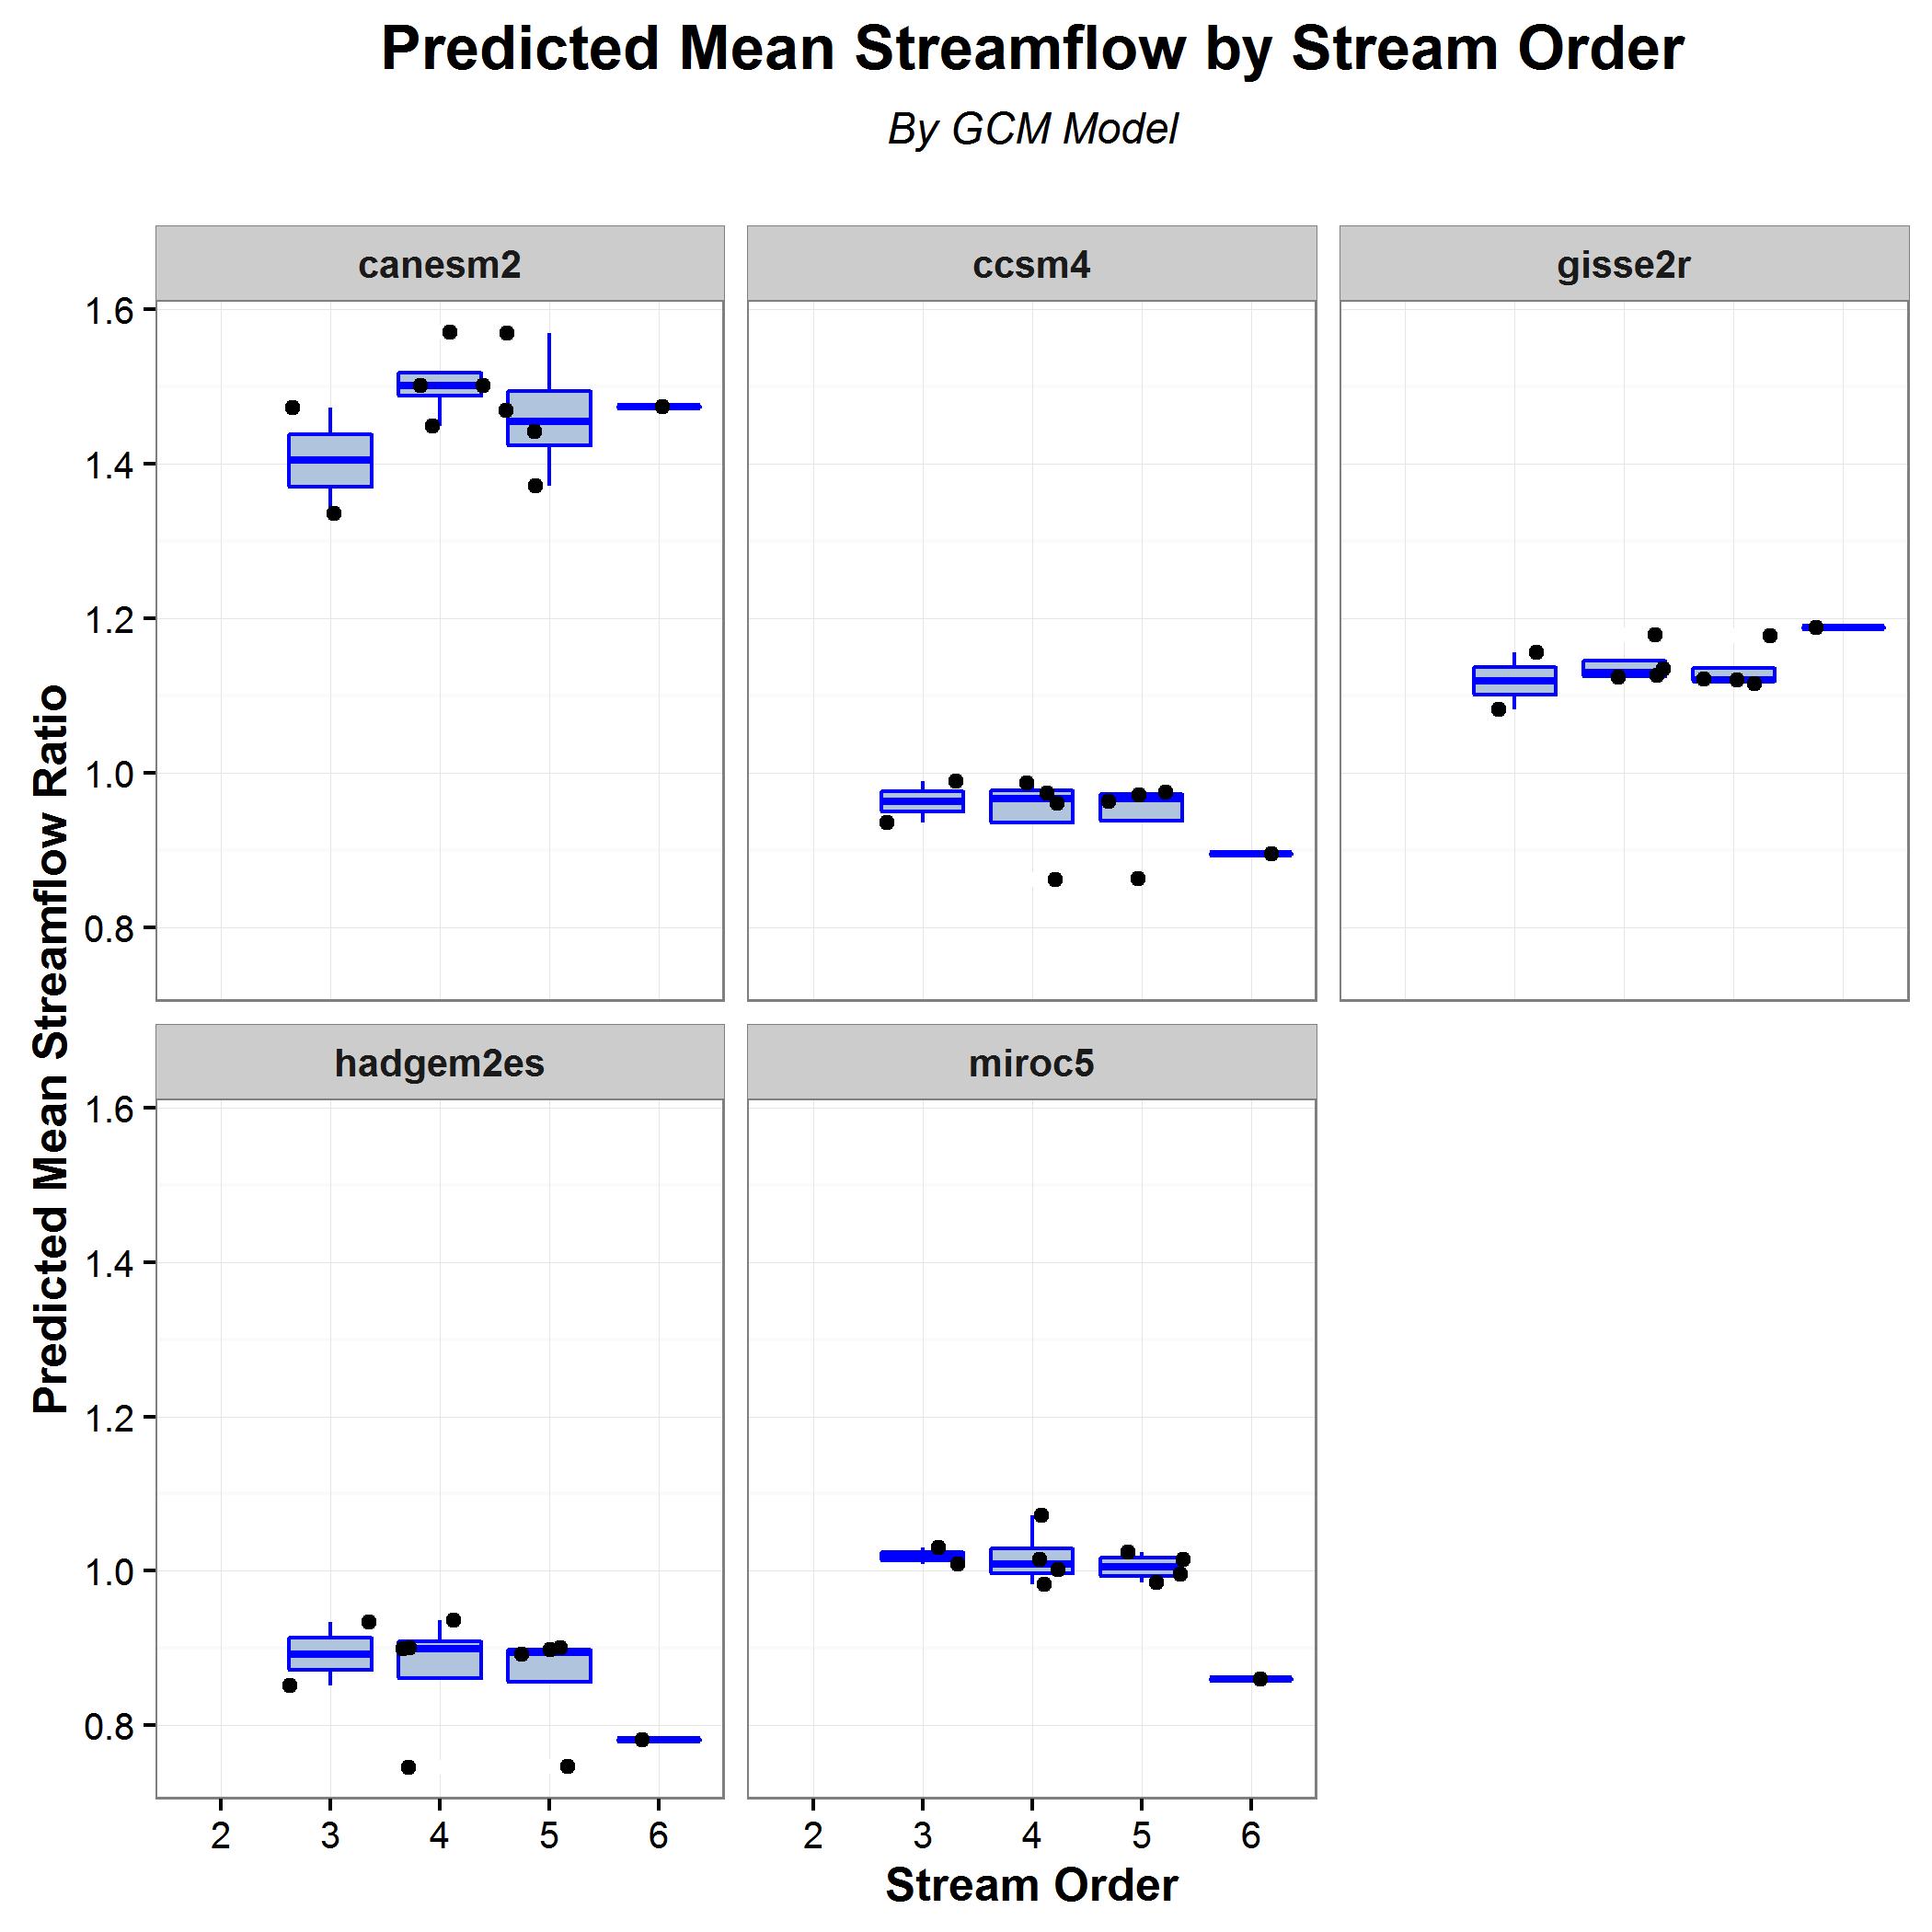 Predicted Mean Streamflow by Stream Order
By GCM Model
canesm2
ccsm4
gisse2r
1.6
1.4
1.2
1.0
0.8
Predicted Mean Streamflow Ratio
hadgem2es
miroc5
1.6
1.4
1.2
1.0
0.8
2 3 4 5 6
2 3 4 5 6
Stream Order